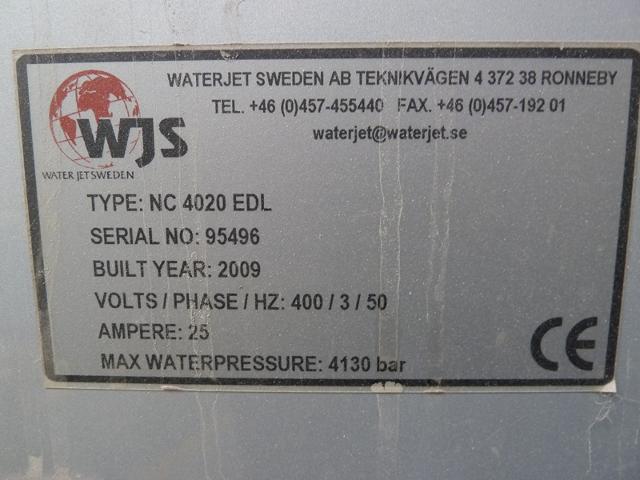 WATERJET SWEDEN AB TEKNIKVÄGEN 4 372 38 RONNEBY
TEL. +46 (0)457-455440 FAX. +46 (0)457-192 01
waterjet@waterjet.se
WJS
WATER JET SWEDEN
TYPE: NC 4020 EDL
SERIAL NO: 95496
BUILT YEAR: 2009
VOLTS / PHASE / HZ: 400 / 3 / 50
AMPERE: 25
MAX WATERPRESSURE: 4130 bar
CE